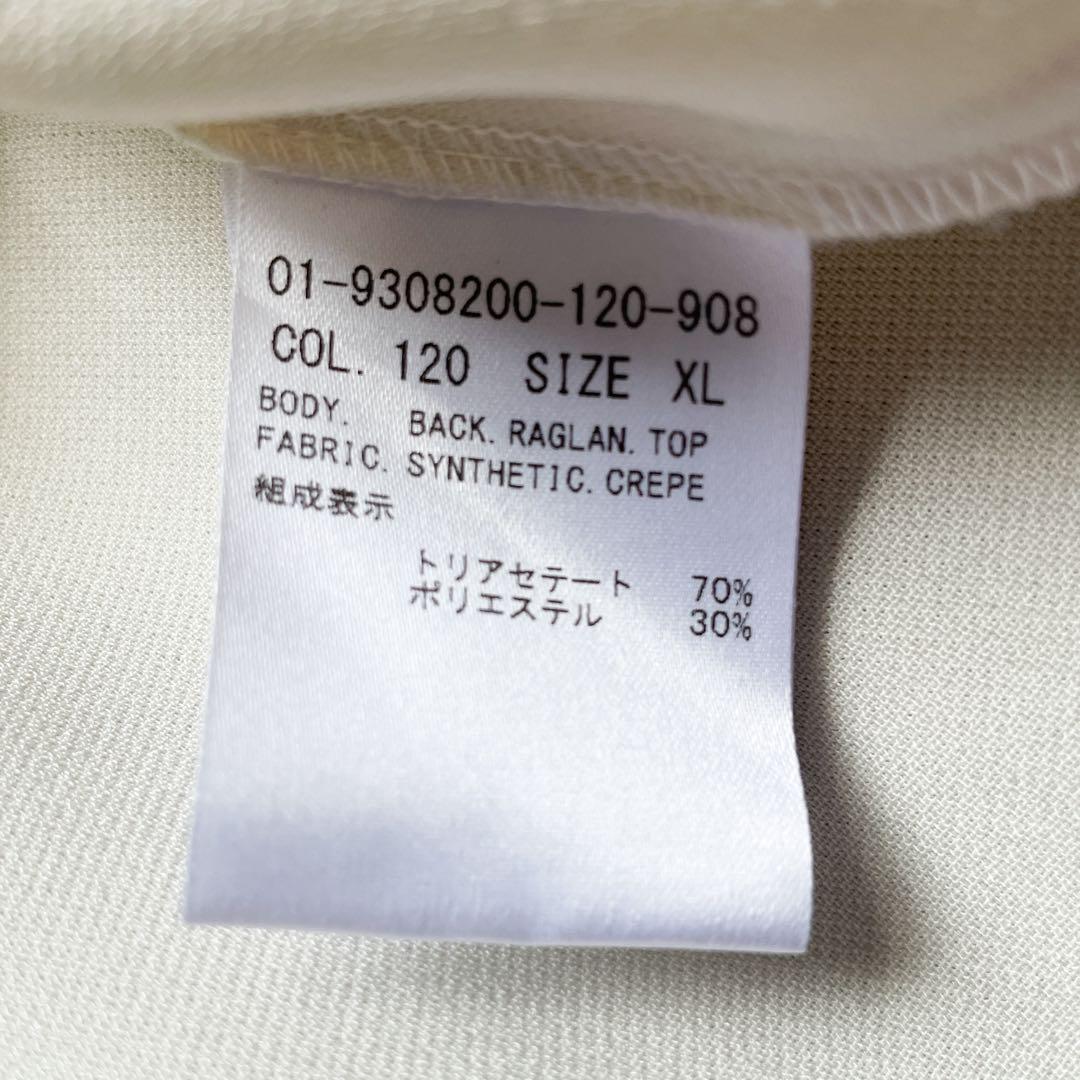 01-9308200-120-908
COL. 120 SIZE XL
BODY. BACK. RAGLAN. TOP
FABRIC. SYNTHETIC. CREPE
組成表示
トリアセテート 70%
ポリエステル 30%